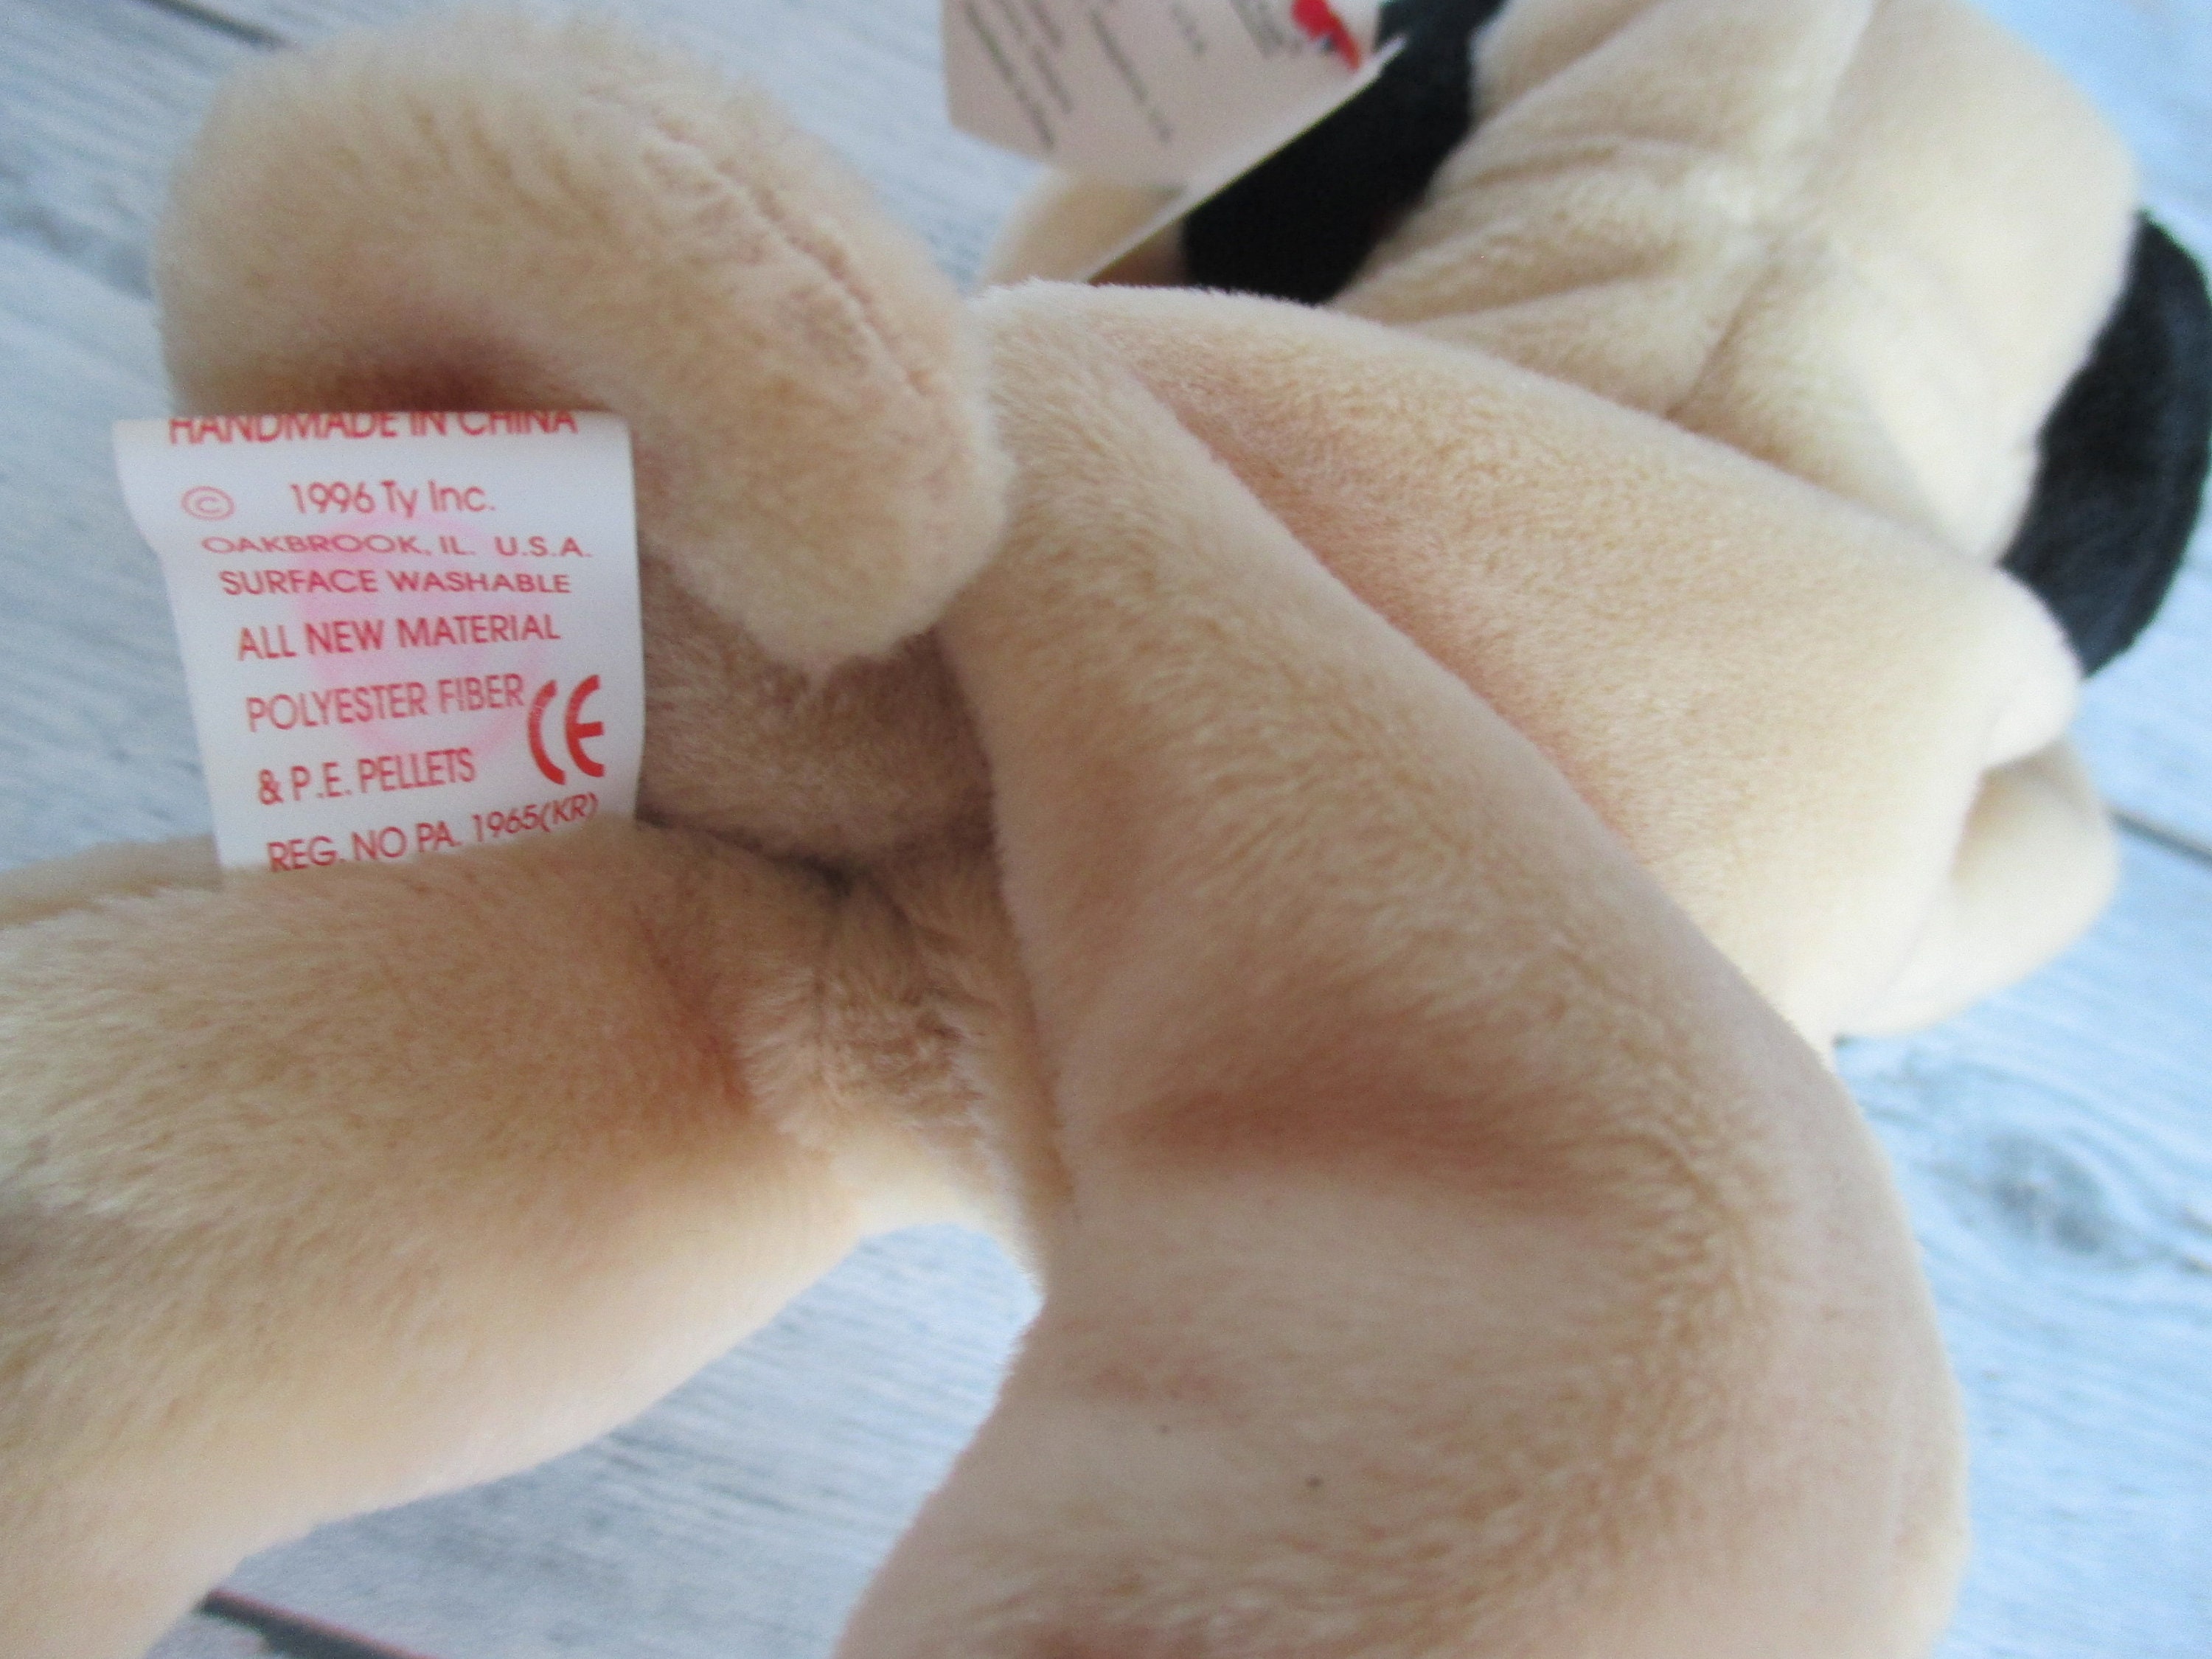 HANDMADE IN CHINA
© 1996 Ty Inc.
OAKBROOK, IL. U.S.A.
SURFACE WASHABLE
ALL NEW MATERIAL
POLYESTER FIBER
& P.E. PELLETS
CE
REG. NO PA. 1965(KR)